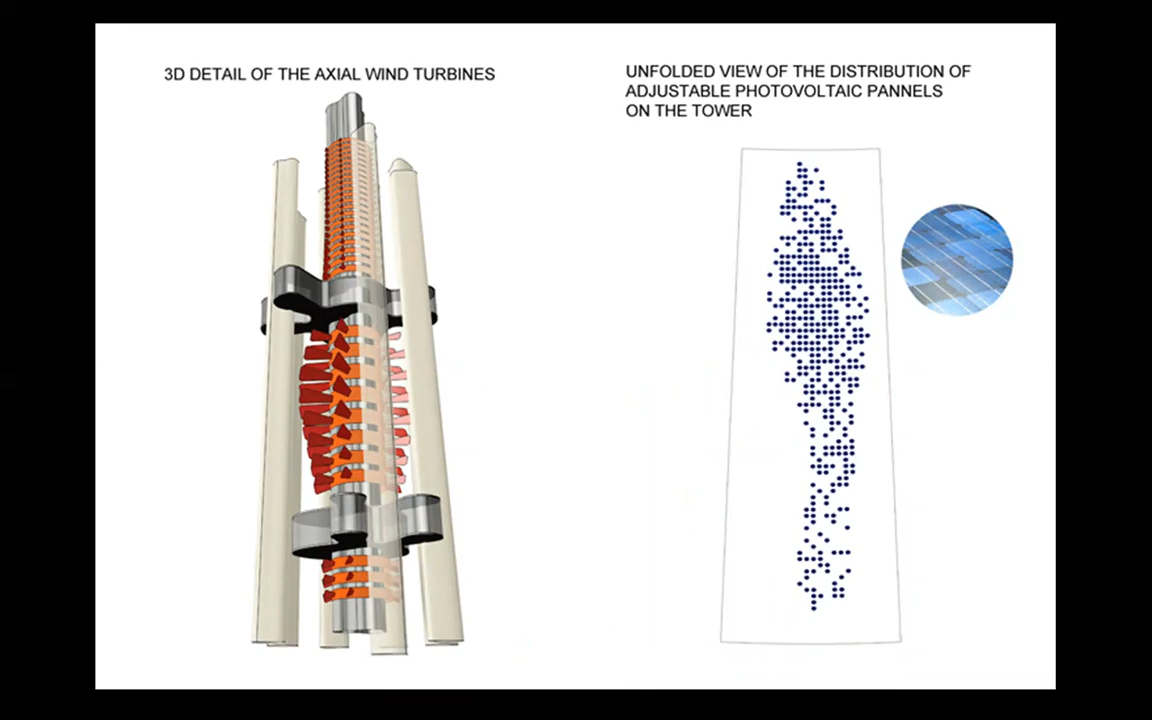 3D DETAIL OF THE AXIAL WIND TURBINES
UNFOLDED VIEW OF THE DISTRIBUTION OF
ADJUSTABLE PHOTOVOLTAIC PANNELS
ON THE TOWER